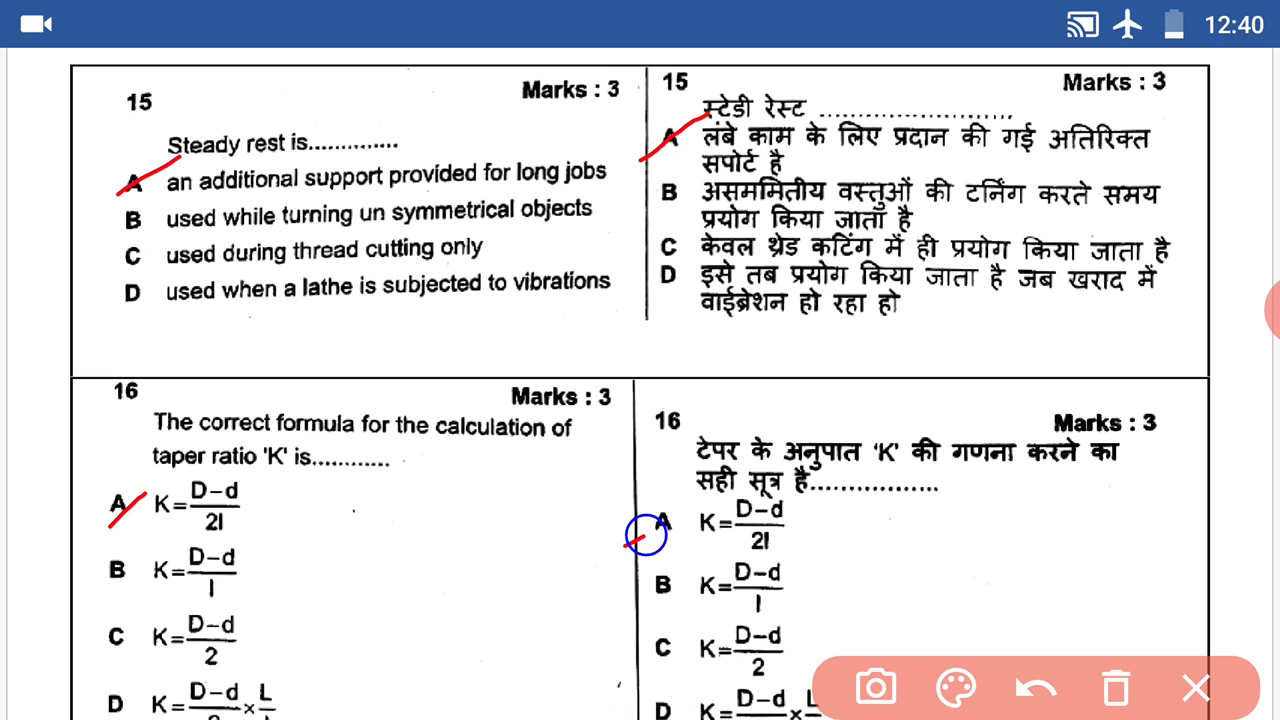 12:40
15
Marks : 3
Steady rest is..............
A an additional support provided for long jobs
B used while turning un symmetrical objects
C used during thread cutting only
D used when a lathe is subjected to vibrations
15
Marks : 3
स्टेडी रेस्ट ..........................
A लंबे काम के लिए प्रदान की गई अतिरिक्त
सपोर्ट है
B असममितीय वस्तुओं की टर्निंग करते समय
प्रयोग किया जाता है
C केवल थ्रेड कटिंग में ही प्रयोग किया जाता है
D इसे तब प्रयोग किया जाता है जब खराद में
वाईब्रेशन हो रहा हो
16
Marks : 3
The correct formula for the calculation of
taper ratio 'K' is............
A K=D–d
2l
B K=D–d
l
C K=D–d
2
D K=D–d×L
16
Marks : 3
टेपर के अनुपात 'K' की गणना करने का
सही सूत्र है.................
A K=D–d
2l
B K=D–d
l
C K=D–d
2
D K=D–d×L